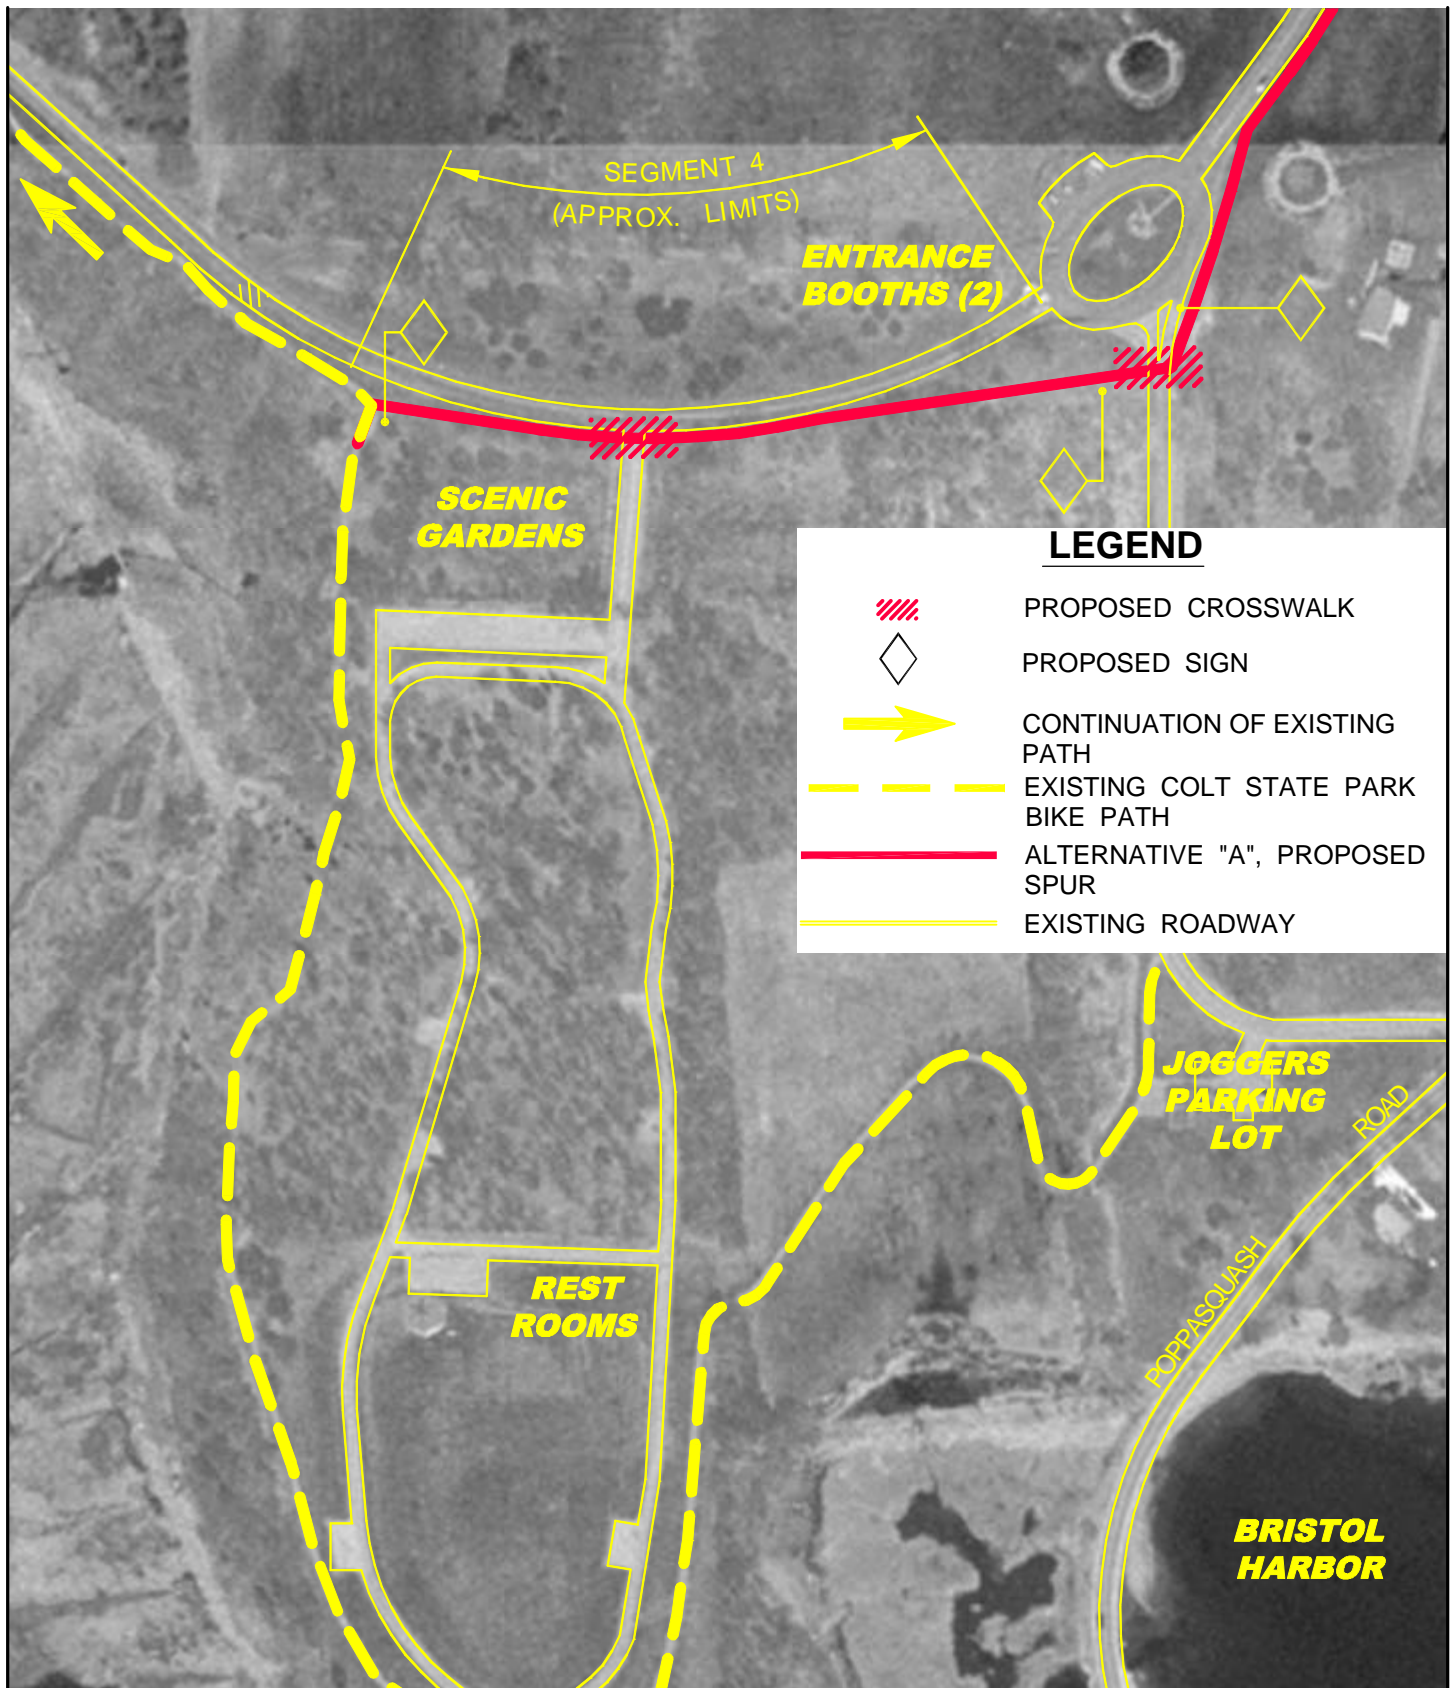 SEGMENT 4
(APPROX. LIMITS)
ENTRANCE
BOOTHS (2)
SCENIC
GARDENS
LEGEND
PROPOSED CROSSWALK
PROPOSED SIGN
CONTINUATION OF EXISTING
PATH
EXISTING COLT STATE PARK
BIKE PATH
ALTERNATIVE "A", PROPOSED
SPUR
EXISTING ROADWAY
JOGGERS
PARKING
LOT
POPPASQUASH ROAD
REST
ROOMS
BRISTOL
HARBOR